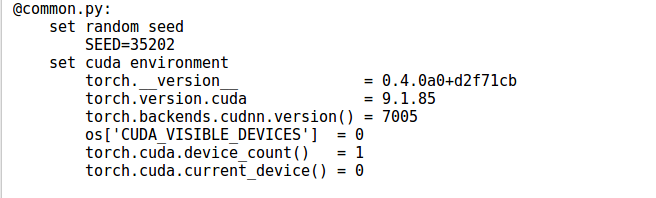 @common.py:
    set random seed
        SEED=35202
    set cuda environment
        torch.__version__              = 0.4.0a0+d2f71cb
        torch.version.cuda             = 9.1.85
        torch.backends.cudnn.version() = 7005
        os['CUDA_VISIBLE_DEVICES']  = 0
        torch.cuda.device_count()   = 1
        torch.cuda.current_device() = 0